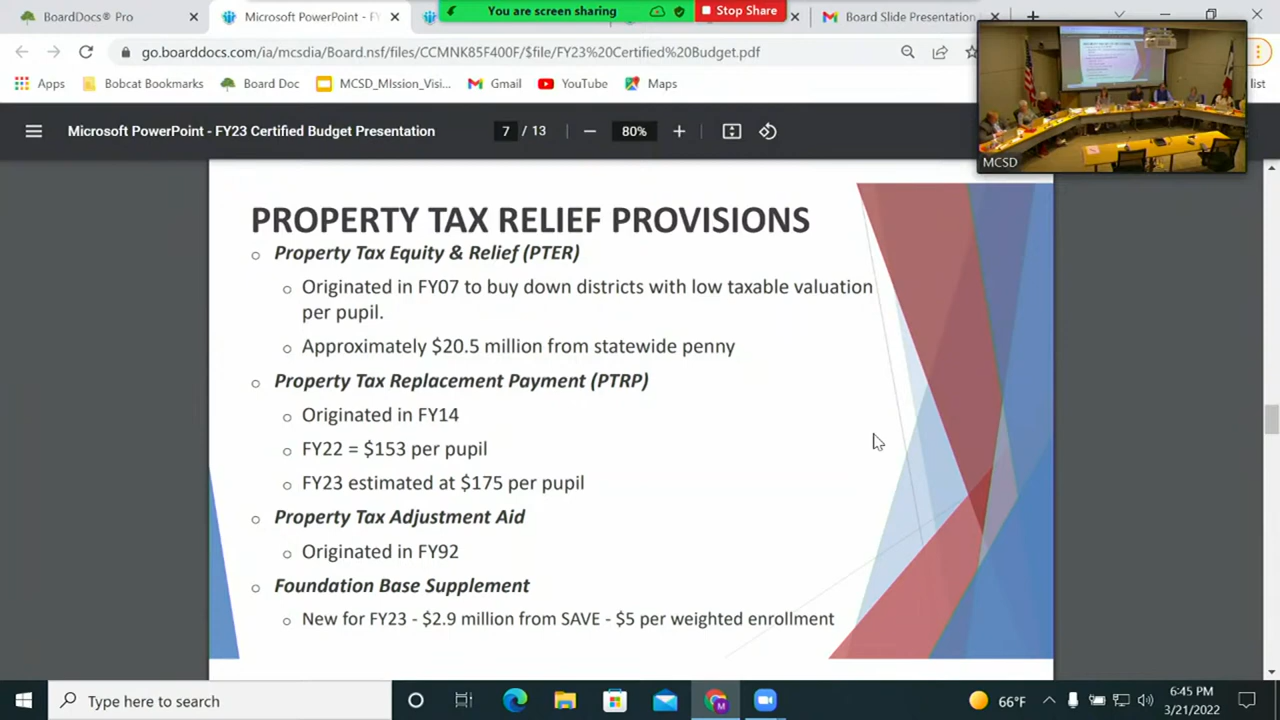 BoardDocs® Pro
Microsoft PowerPoint - FY
You are screen sharing
Stop Share
Board Slide Presentation
go.boarddocs.com/ia/mcsdia/Board.nsf/files/CCMNK85F400F/$file/FY23%20Certified%20Budget.pdf
Apps
Bobcat Bookmarks
Board Doc
MCSD_MIssion_Visi...
Gmail
YouTube
Maps
list
Microsoft PowerPoint - FY23 Certified Budget Presentation
7 / 13
80%
MCSD
PROPERTY TAX RELIEF PROVISIONS
Property Tax Equity & Relief (PTER)
Originated in FY07 to buy down districts with low taxable valuation
per pupil.
Approximately $20.5 million from statewide penny
Property Tax Replacement Payment (PTRP)
Originated in FY14
FY22 = $153 per pupil
FY23 estimated at $175 per pupil
Property Tax Adjustment Aid
Originated in FY92
Foundation Base Supplement
New for FY23 - $2.9 million from SAVE - $5 per weighted enrollment
Type here to search
66°F
6:45 PM
3/21/2022